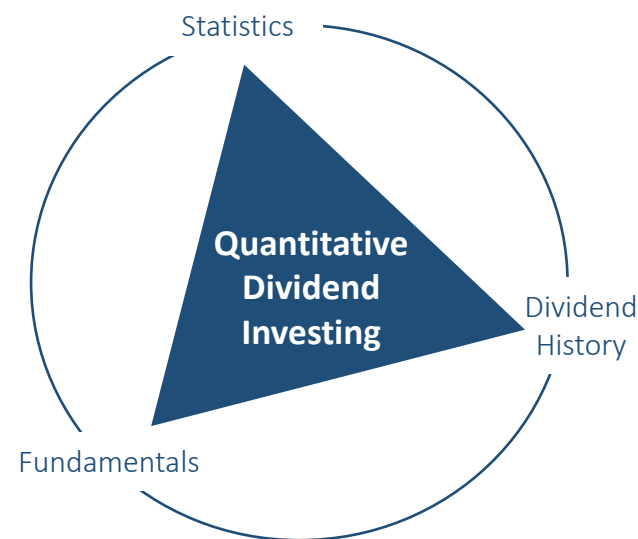 Statistics
Quantitative
Dividend
Investing
Dividend
History
Fundamentals